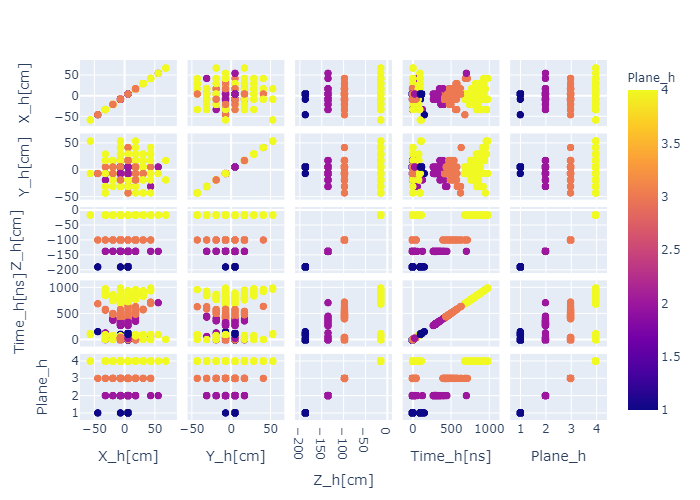 Plane_h
X_h[cm]
50
0
−50
4
3.5
3
2.5
2
1.5
1
Y_h[cm]
50
0
−50
Z_h[cm]
0
−50
−100
−150
−200
Time_h[ns]
1000
500
0
Plane_h
4
3
2
1
−50 0 50
−50 0 50
−200 −150 −100 −50 0
0 500 1000
1 2 3 4
X_h[cm] Y_h[cm] Z_h[cm] Time_h[ns] Plane_h